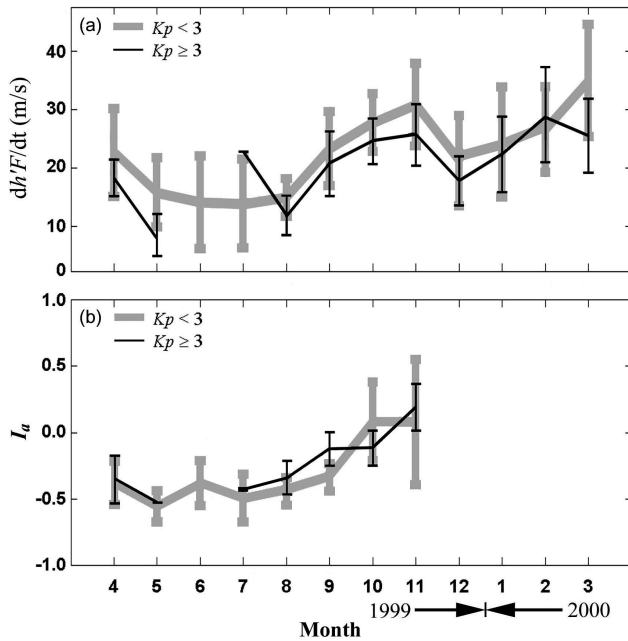 (a)
Kp < 3
Kp ≥ 3
dh'F/dt (m/s)
40
30
20
10
0
(b)
Kp < 3
Kp ≥ 3
Ia
1.0
0.5
0.0
-0.5
-1.0
4 5 6 7 8 9 10 11 12 1 2 3
Month
1999 2000